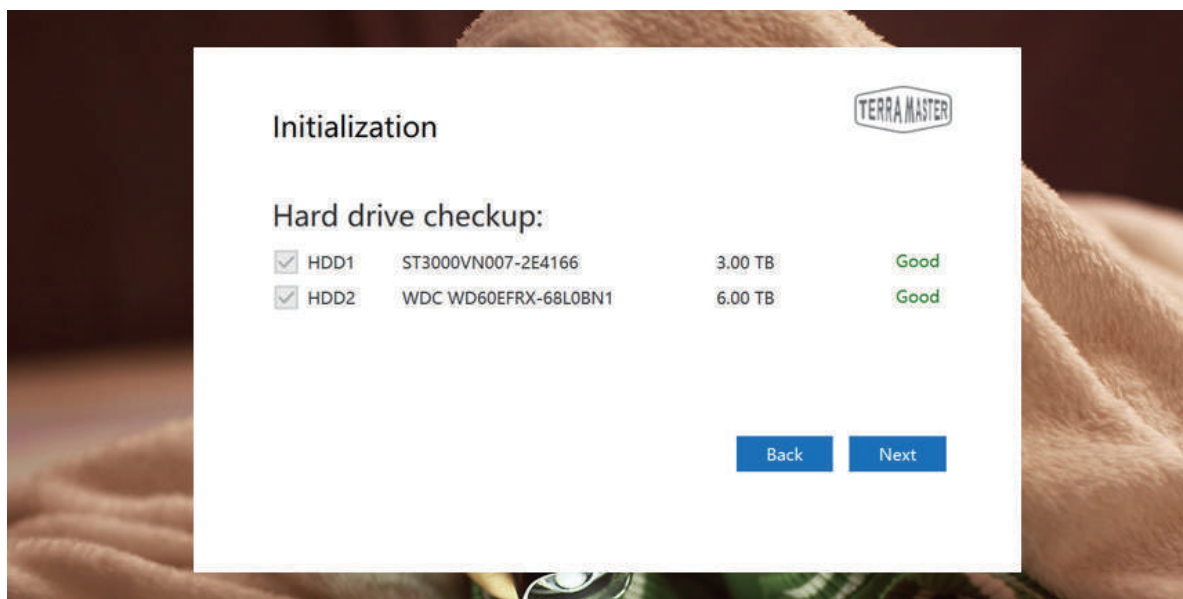 TERRA MASTER
Initialization
Hard drive checkup:
HDD1 ST3000VN007-2E4166 3.00 TB Good
HDD2 WDC WD60EFRX-68L0BN1 6.00 TB Good
Back Next